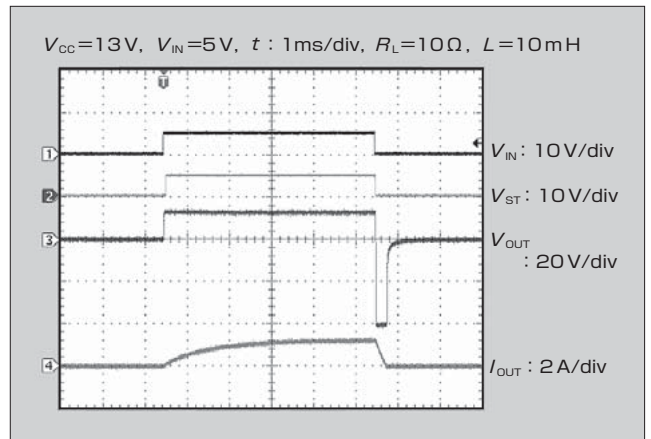 VCC=13V, VIN=5V, t : 1ms/div, RL=10Ω, L=10mH
T
1
VIN : 10V/div
2
VST : 10V/div
3
VOUT
: 20V/div
4
IOUT : 2A/div